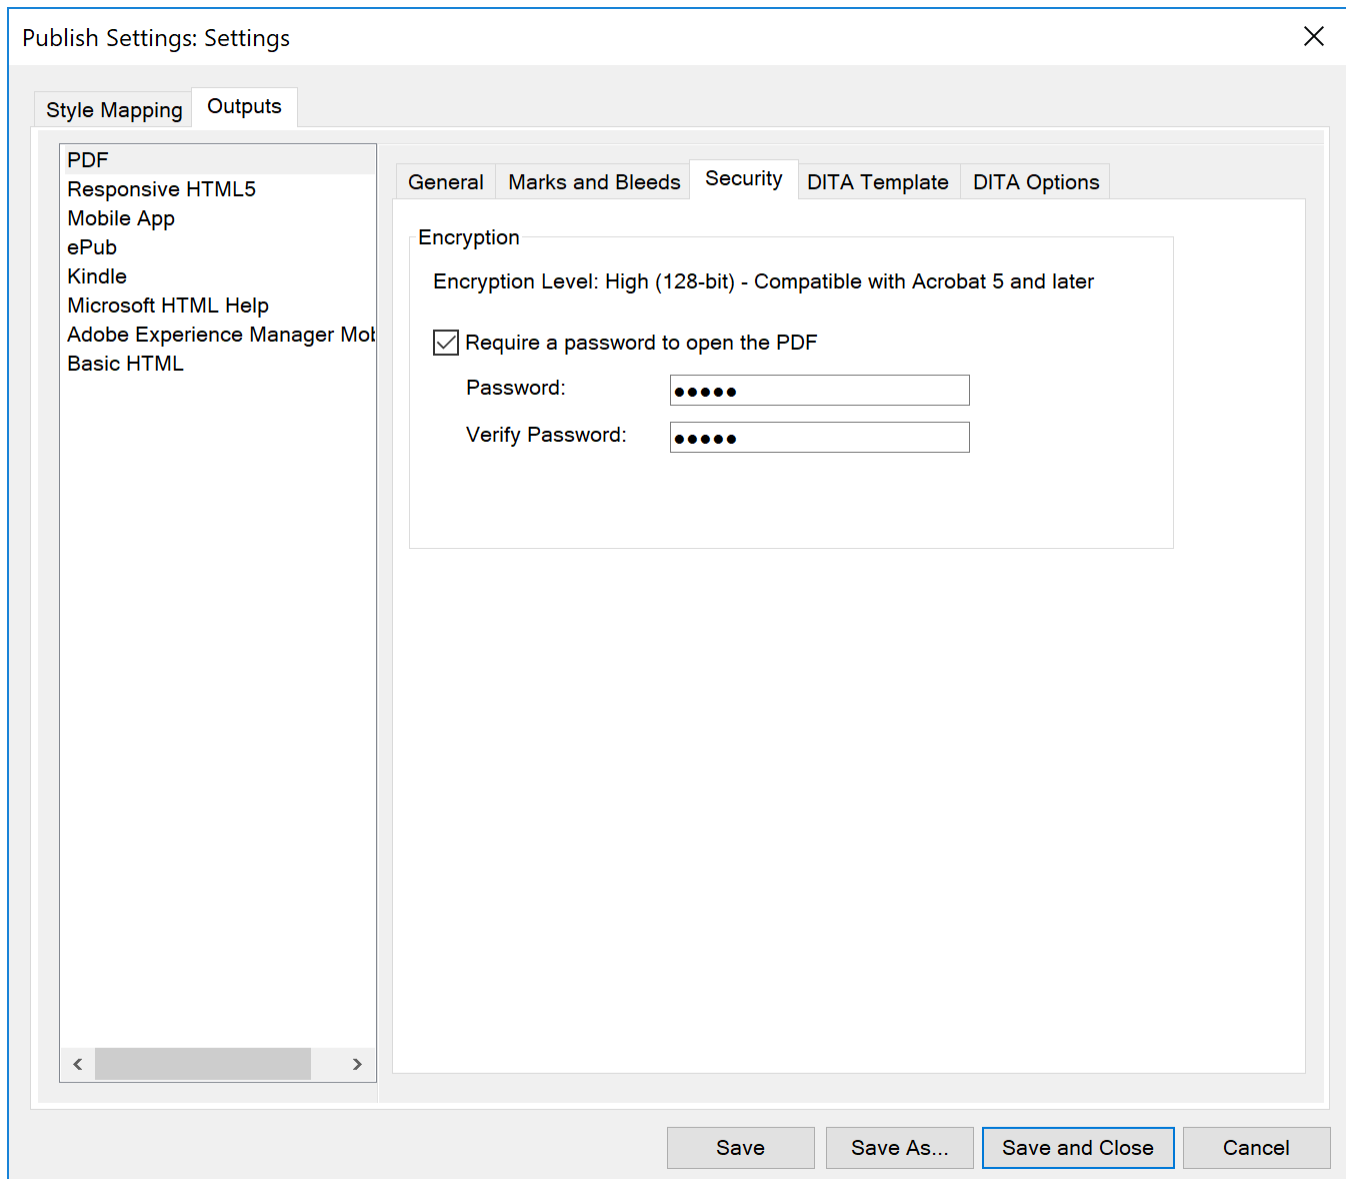 Publish Settings: Settings
Style Mapping
Outputs
PDF
Responsive HTML5
Mobile App
ePub
Kindle
Microsoft HTML Help
Adobe Experience Manager Mob
Basic HTML
General
Marks and Bleeds
Security
DITA Template
DITA Options
Encryption
Encryption Level: High (128-bit) - Compatible with Acrobat 5 and later
Require a password to open the PDF
Password:
Verify Password:
Save
Save As...
Save and Close
Cancel